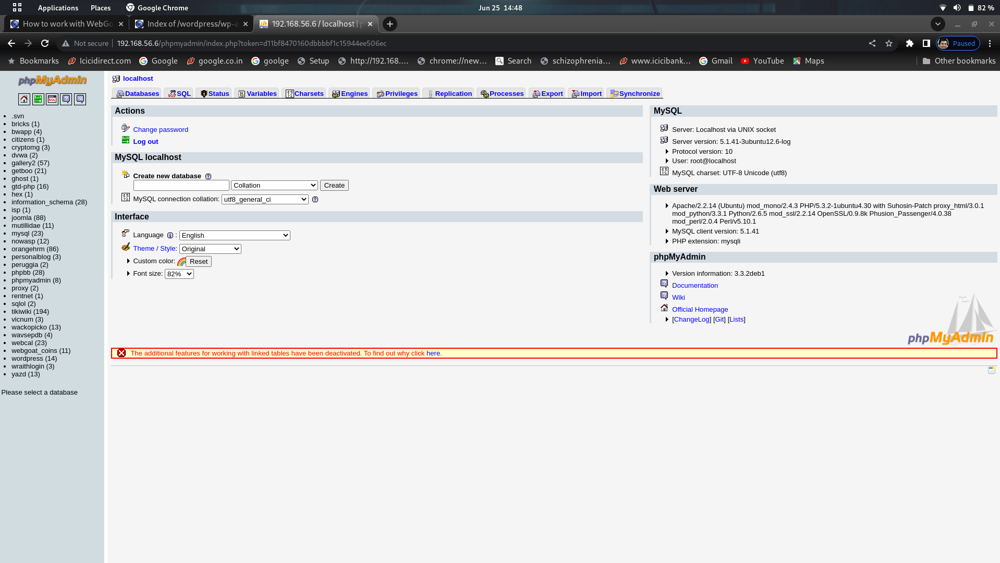 Applications Places Google Chrome Jun 25 14:48 82 %
How to work with WebGo Index of /wordpress/wp-a 192.168.56.6 / localhost | p
Not secure 192.168.56.6/phpmyadmin/index.php?token=d11bf8470160dbbbbf1c15944ee506ec Paused
Bookmarks Icicidirect.com Google google.co.in goolge Setup http://192.168.... chrome://new... Search schizophrenia... www.icicibank... Gmail YouTube Maps Other bookmarks
phpMyAdmin
.svn
bricks (1)
bwapp (4)
citizens (1)
cryptomg (3)
dvwa (2)
gallery2 (57)
getboo (21)
ghost (1)
gtd-php (16)
hex (1)
information_schema (28)
isp (1)
joomla (88)
mutillidae (11)
mysql (23)
nowasp (12)
orangehrm (86)
personalblog (3)
peruggia (2)
phpbb (28)
phpmyadmin (8)
proxy (2)
rentnet (1)
sqlol (2)
tikiwiki (194)
vicnum (3)
wackopicko (13)
wavsepdb (4)
webcal (23)
webgoat_coins (11)
wordpress (14)
wraithlogin (3)
yazd (13)
Please select a database
localhost
Databases SQL Status Variables Charsets Engines Privileges Replication Processes Export Import Synchronize
Actions
Change password
Log out
MySQL localhost
Create new database
Collation Create
MySQL connection collation: utf8_general_ci
Interface
Language : English
Theme / Style: Original
Custom color: Reset
Font size: 82%
MySQL
Server: Localhost via UNIX socket
Server version: 5.1.41-3ubuntu12.6-log
Protocol version: 10
User: root@localhost
MySQL charset: UTF-8 Unicode (utf8)
Web server
Apache/2.2.14 (Ubuntu) mod_mono/2.4.3 PHP/5.3.2-1ubuntu4.30 with Suhosin-Patch proxy_html/3.0.1
mod_python/3.3.1 Python/2.6.5 mod_ssl/2.2.14 OpenSSL/0.9.8k Phusion_Passenger/4.0.38
mod_perl/2.0.4 Perl/v5.10.1
MySQL client version: 5.1.41
PHP extension: mysqli
phpMyAdmin
Version information: 3.3.2deb1
Documentation
Wiki
Official Homepage
[ChangeLog] [Git] [Lists]
phpMyAdmin
The additional features for working with linked tables have been deactivated. To find out why click here.